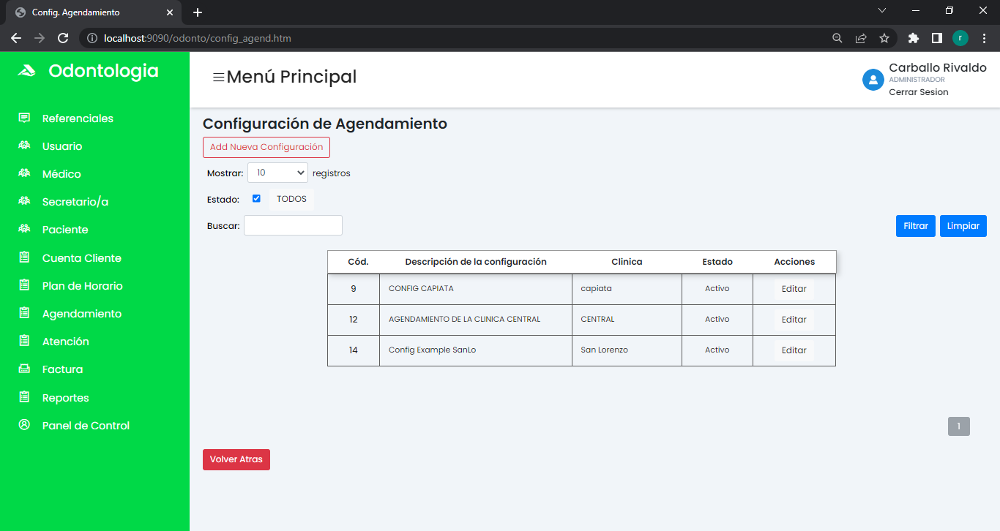 Config. Agendamiento
localhost:9090/odonto/config_agend.htm
r
Odontologia
Referenciales
Usuario
Médico
Secretario/a
Paciente
Cuenta Cliente
Plan de Horario
Agendamiento
Atención
Factura
Reportes
Panel de Control
Menú Principal
Carballo Rivaldo
ADMINISTRADOR
Cerrar Sesion
Configuración de Agendamiento
Add Nueva Configuración
Mostrar: 10 registros
Estado: TODOS
Buscar:
Filtrar Limpiar
Cód. Descripción de la configuración Clinica Estado Acciones
9 CONFIG CAPIATA capiata Activo Editar
12 AGENDAMIENTO DE LA CLINICA CENTRAL CENTRAL Activo Editar
14 Config Example SanLo San Lorenzo Activo Editar
1
Volver Atras